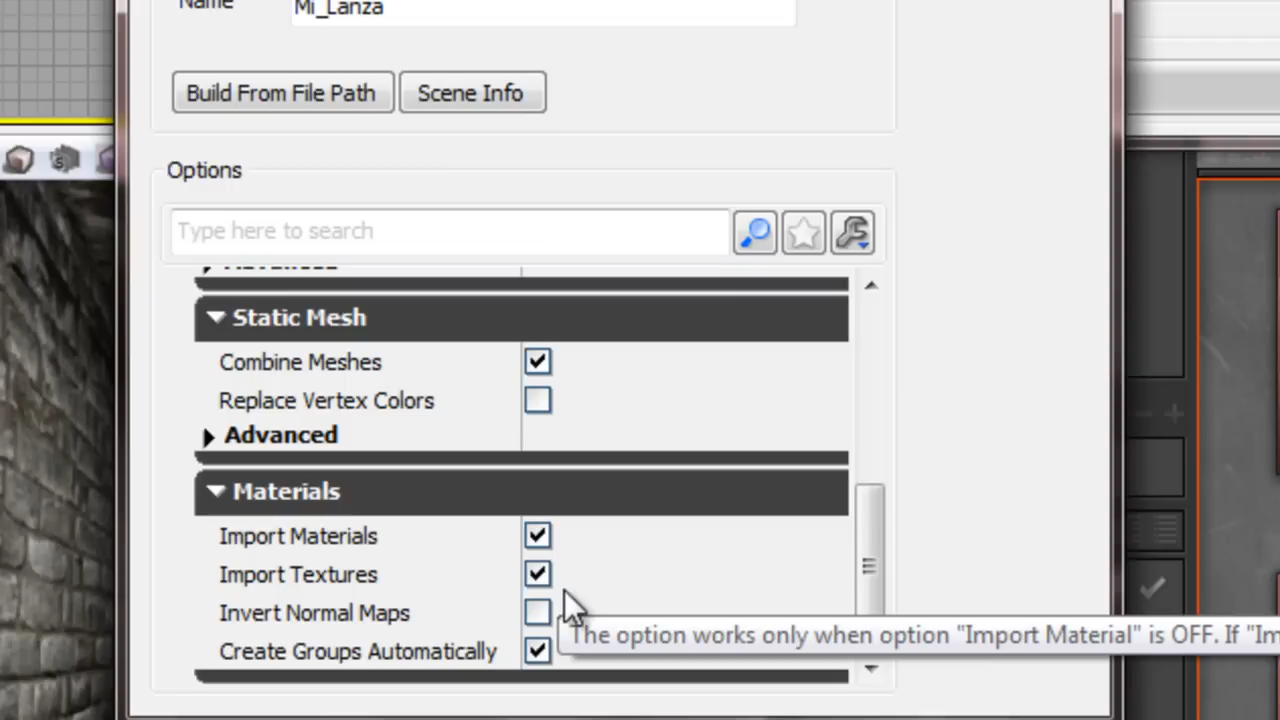 Name Mi_Lanza
Build From File Path Scene Info
Options
Type here to search
Advanced
Static Mesh
Combine Meshes
Replace Vertex Colors
Advanced
Materials
Import Materials
Import Textures
Invert Normal Maps
The option works only when option "Import Material" is OFF. If "Im
Create Groups Automatically